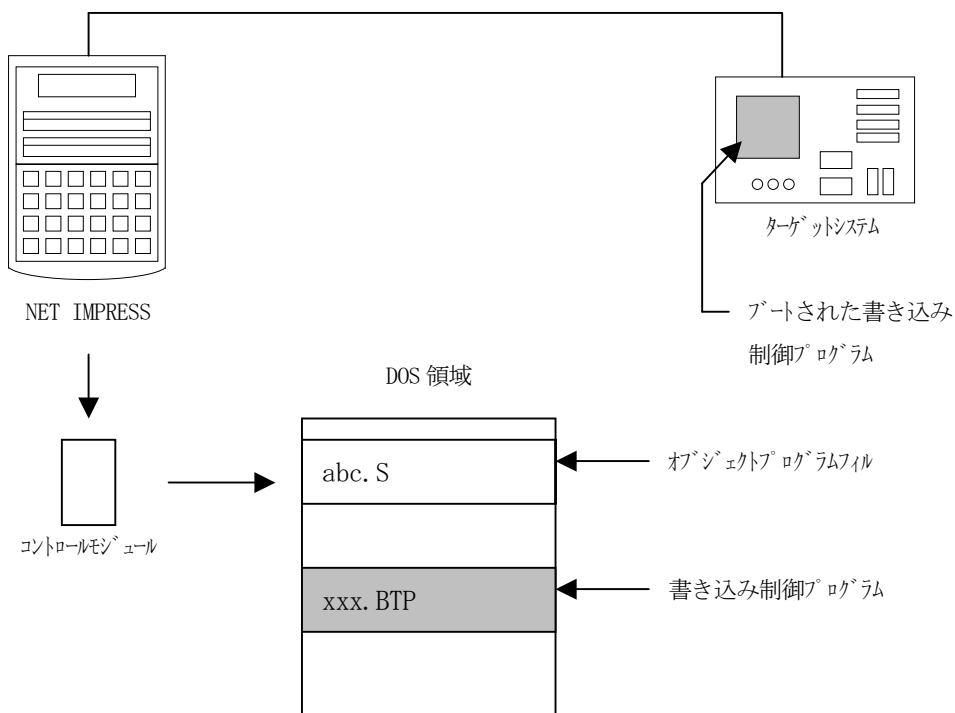 ターゲットシステム
NET IMPRESS
ブートされた書き込み
制御プログラム
DOS 領域
abc.S
オブジェクトプログラムフィル
コントロールモジュール
xxx.BTP
書き込み制御プログラム